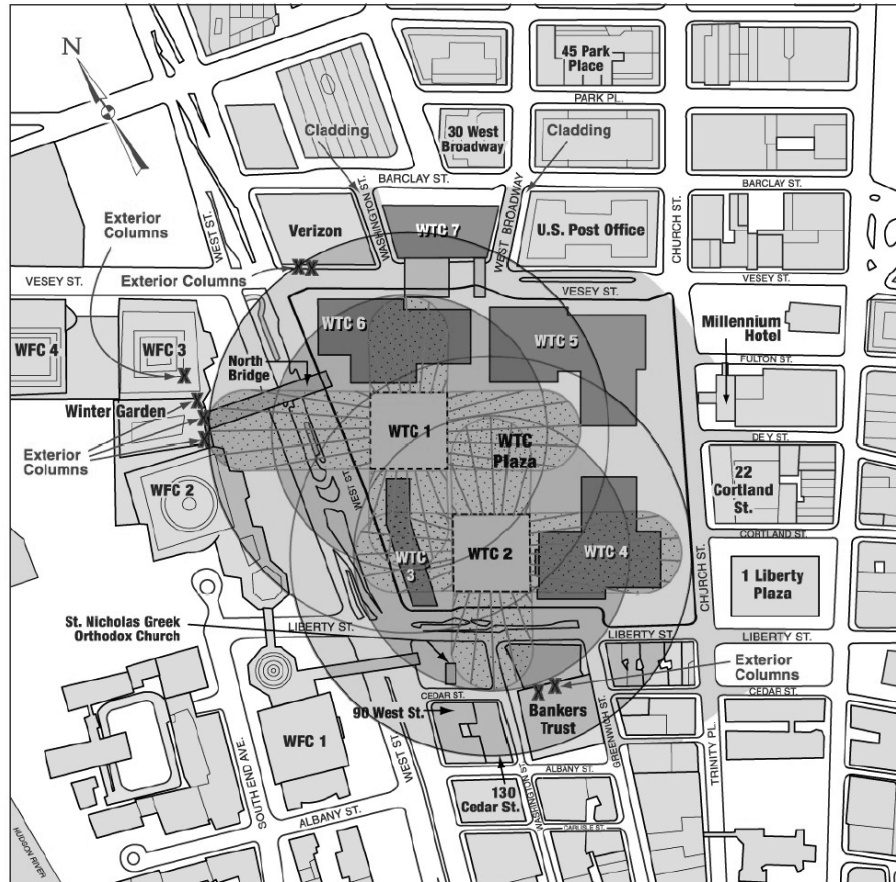 N
45 Park
Place
PARK PL.
Cladding
30 West
Broadway
Cladding
BARCLAY ST.
BARCLAY ST.
WASHINGTON ST.
WEST BROADWAY
CHURCH ST.
WEST ST.
Exterior
Columns
Verizon
WTC 7
U.S. Post Office
VESEY ST.
Exterior Columns
VESEY ST.
VESEY ST.
WTC 6
WTC 5
Millennium
Hotel
WFC 4
WFC 3
North
Bridge
FULTON ST.
Winter Garden
WTC 1
WTC
Plaza
DEY ST.
Exterior
Columns
WEST ST.
WFC 2
22
Cortland
St.
CORTLAND ST.
WTC
3
WTC 2
WTC 4
CHURCH ST.
1 Liberty
Plaza
St. Nicholas Greek
Orthodox Church
LIBERTY ST.
LIBERTY ST.
LIBERTY ST.
Exterior
Columns
CEDAR ST.
CEDAR ST.
90 West St.
Bankers
Trust
GREENWICH ST.
TRINITY PL.
WFC 1
SOUTH END AVE.
WEST ST.
ALBANY ST.
WASHINGTON ST.
130
Cedar St.
ALBANY ST.
CARLISLE ST.
HUDSON RIVER
X X
X
X
X
X
X X